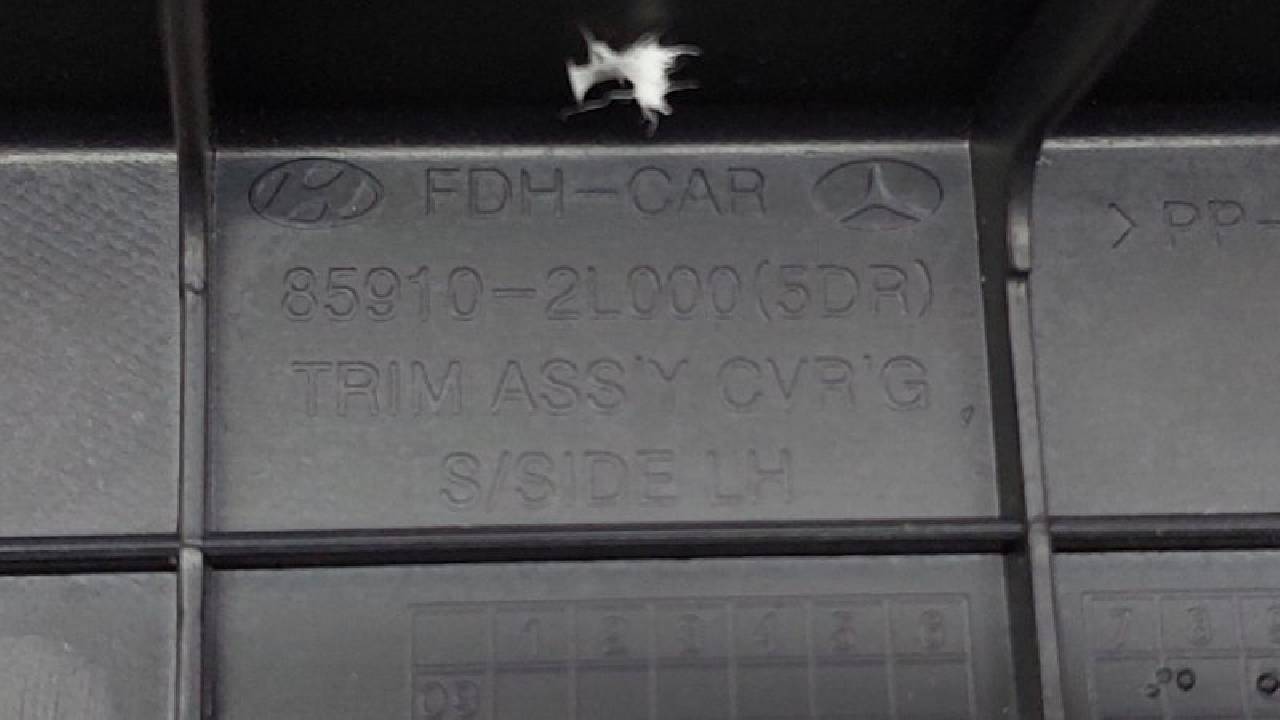 FDH-CAR
85910-2L000(5DR)
TRIM ASS'Y CVR'G
S/SIDE LH
>PP-
1 2 3 4 5 6
7 8
09